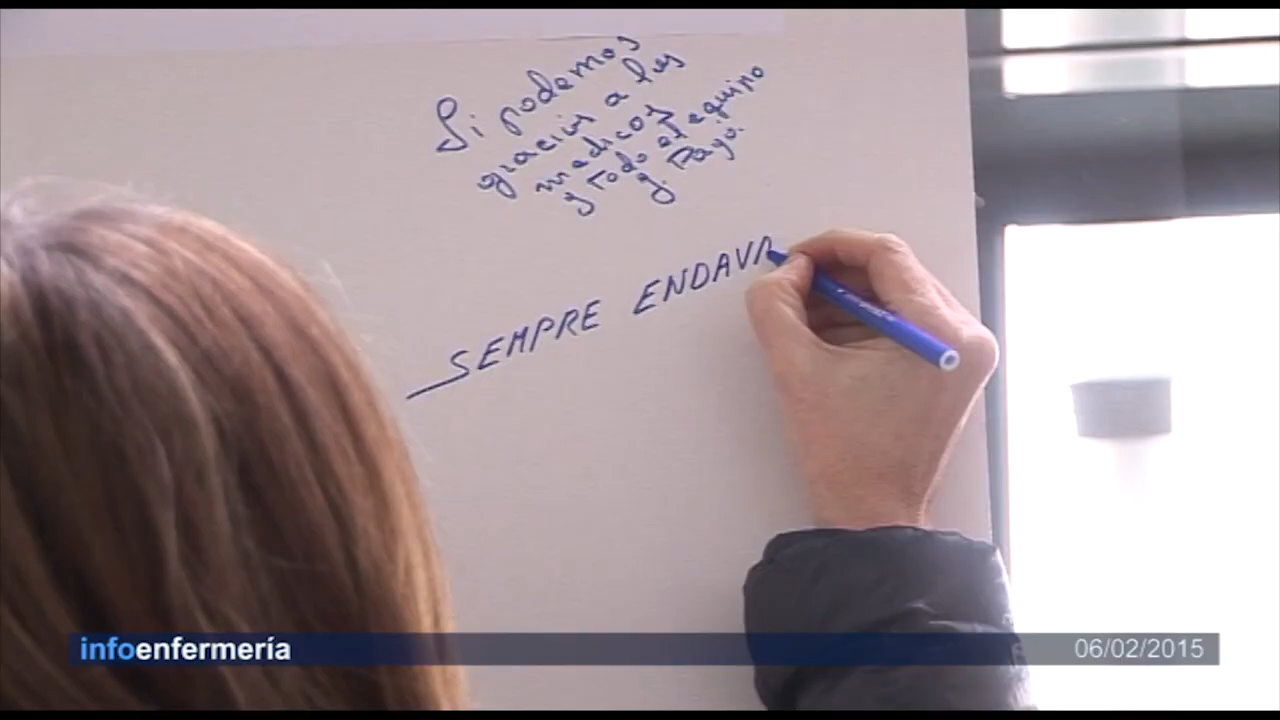 Si podemos
gracias a los
medicos
y todo el equipo
y. Payo.
SEMPRE ENDAVA
infoenfermería
06/02/2015